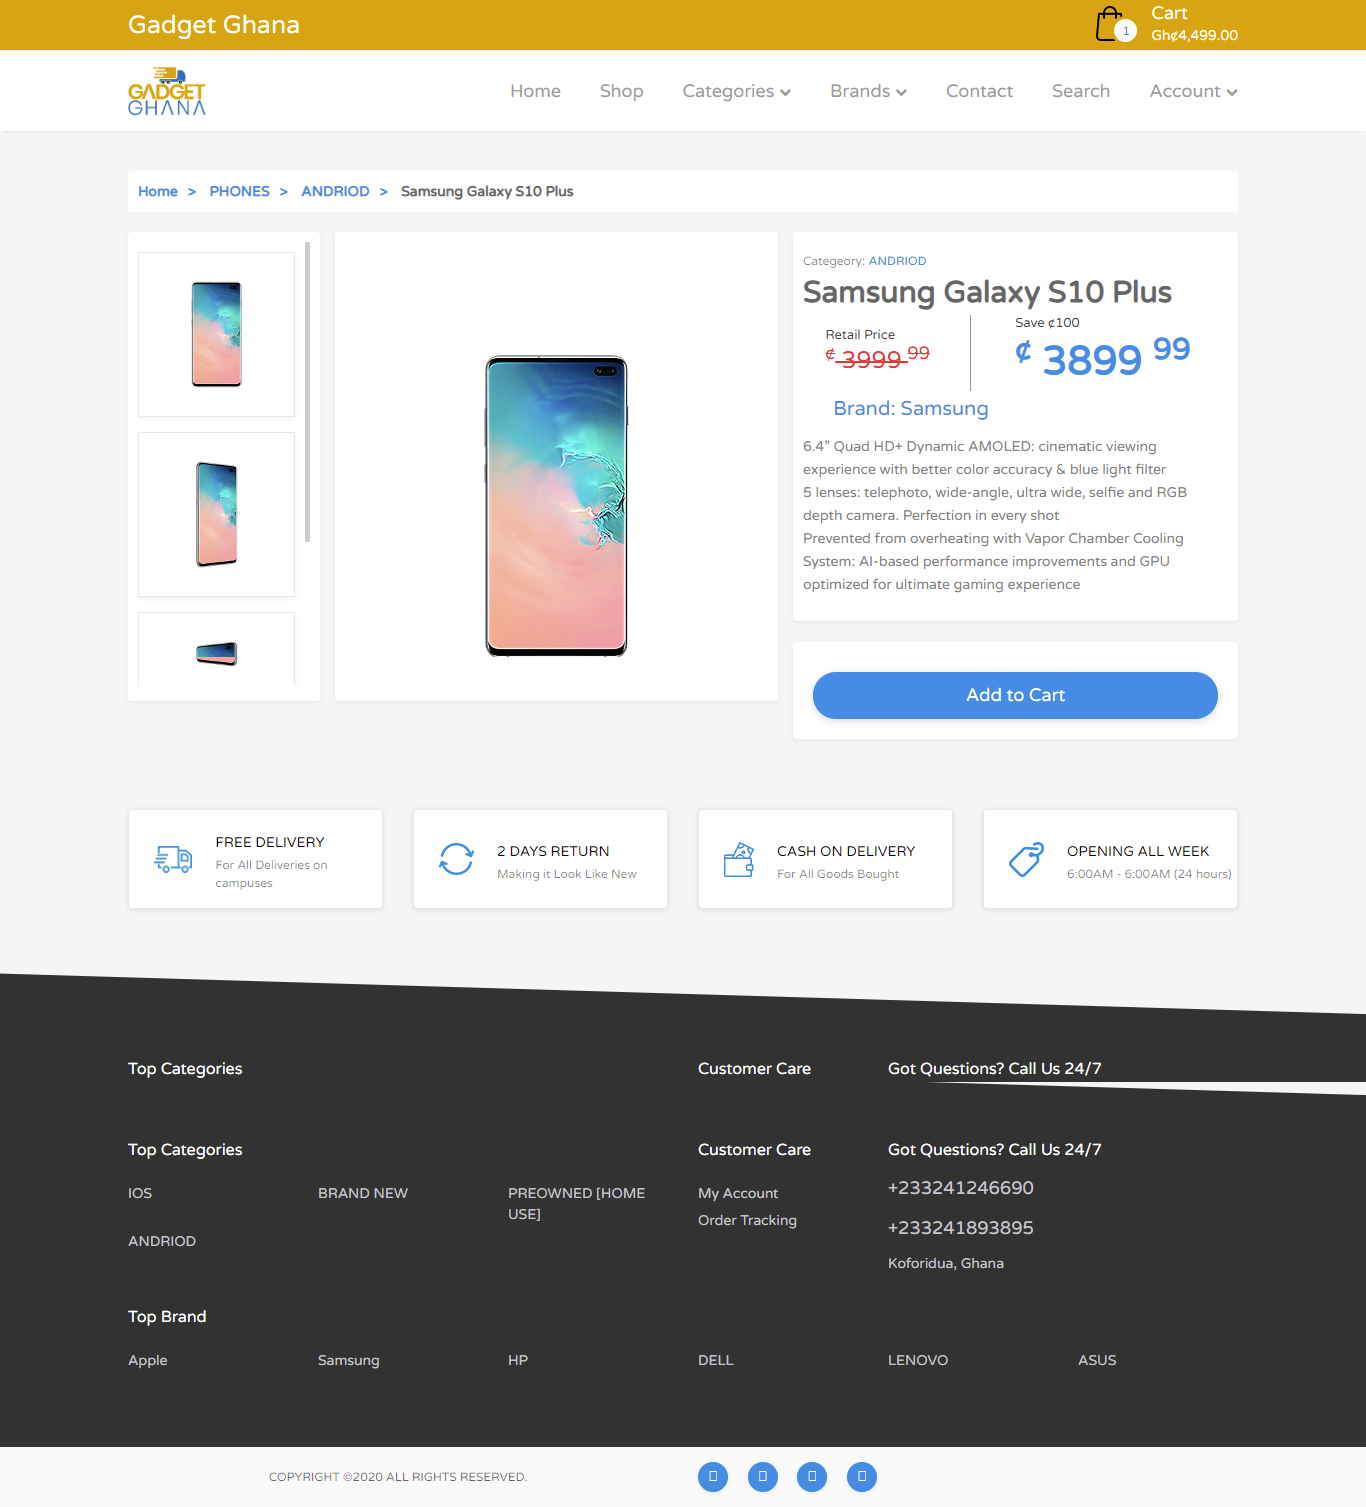 Gadget Ghana
Cart
1
Gh¢4,499.00
GADGET
GHANA
Home
Shop
Categories
Brands
Contact
Search
Account
Home > PHONES > ANDRIOD > Samsung Galaxy S10 Plus
Categeory: ANDRIOD
Samsung Galaxy S10 Plus
Retail Price
¢ 3999 99
Save ¢100
¢ 3899 99
Brand: Samsung
6.4” Quad HD+ Dynamic AMOLED: cinematic viewing
experience with better color accuracy & blue light filter
5 lenses: telephoto, wide-angle, ultra wide, selfie and RGB
depth camera. Perfection in every shot
Prevented from overheating with Vapor Chamber Cooling
System: AI-based performance improvements and GPU
optimized for ultimate gaming experience
Add to Cart
FREE DELIVERY
For All Deliveries on
campuses
2 DAYS RETURN
Making it Look Like New
CASH ON DELIVERY
For All Goods Bought
OPENING ALL WEEK
6:00AM - 6:00AM (24 hours)
Top Categories
Customer Care
Got Questions? Call Us 24/7
Top Categories
Customer Care
Got Questions? Call Us 24/7
IOS
BRAND NEW
PREOWNED [HOME
USE]
ANDRIOD
My Account
Order Tracking
+233241246690
+233241893895
Koforidua, Ghana
Top Brand
Apple
Samsung
HP
DELL
LENOVO
ASUS
COPYRIGHT ©2020 ALL RIGHTS RESERVED.